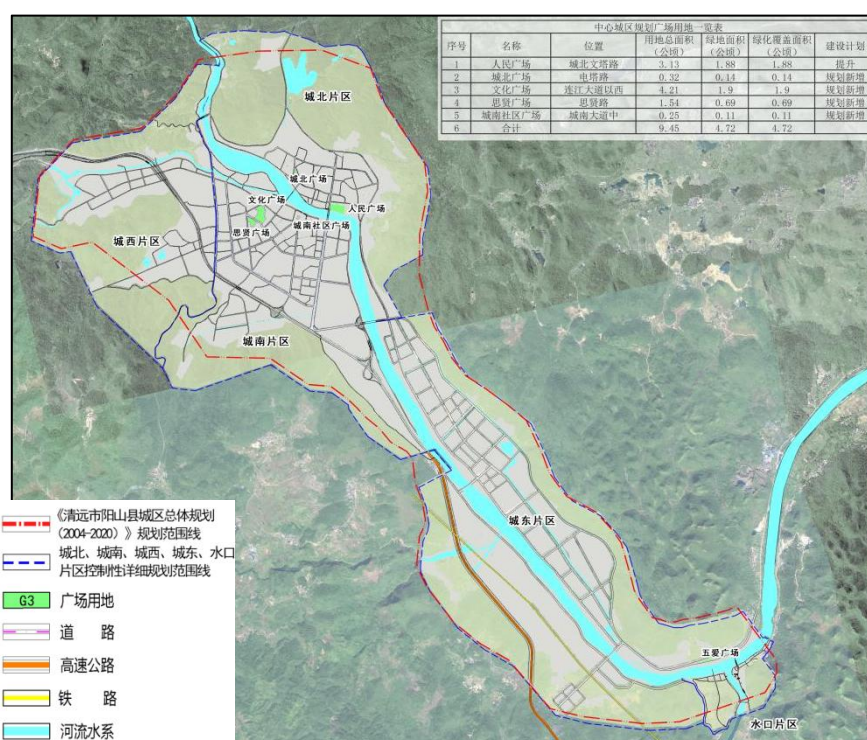 中心城区规划广场用地一览表
序号 名称 位置 用地总面积（公顷） 绿地面积（公顷） 绿化覆盖面积（公顷） 建设计划
1 人民广场 城北文塔路 3.13 1.88 1.88 提升
2 城北广场 电塔路 0.32 0.14 0.14 规划新增
3 文化广场 连江大道以西 4.21 1.9 1.9 规划新增
4 思贤广场 思贤路 1.54 0.69 0.69 规划新增
5 城南社区广场 城南大道中 0.25 0.11 0.11 规划新增
6 合计 9.45 4.72 4.72
城北片区
城北广场
文化广场
人民广场
城南社区广场
思贤广场
城西片区
城南片区
城东片区
五爱广场
水口片区
《清远市阳山县城区总体规划
（2004-2020）》规划范围线
城北、城南、城西、城东、水口
片区控制性详细规划范围线
G3 广场用地
道 路
高速公路
铁 路
河流水系